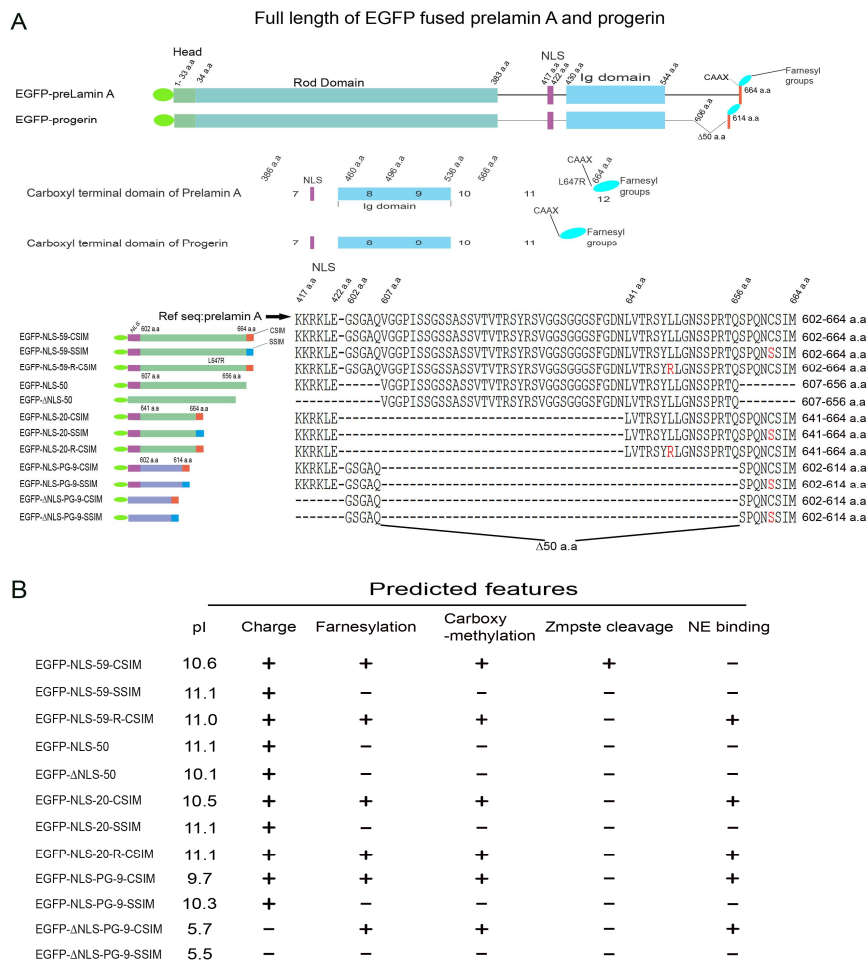 A
Full length of EGFP fused prelamin A and progerin
Head
1- 33 a.a
34 a.a
Rod Domain
383 a.a
NLS
417 a.a
422 a.a
430 a.a
Ig domain
544 a.a
CAAX
Farnesyl
groups
EGFP-preLamin A
664 a.a
EGFP-progerin
606 a.a
614 a.a
Δ50 a.a
386 a.a
NLS
460 a.a
496 a.a
536 a.a
566 a.a
CAAX
L647R
664 a.a
Carboxyl terminal domain of Prelamin A
7
8
9
10
11
12
Farnesyl
groups
Ig domain
CAAX
Carboxyl terminal domain of Progerin
7
8
9
10
11
Farnesyl
groups
NLS
417 a.a
422 a.a
602 a.a
607 a.a
641 a.a
656 a.a
664 a.a
Ref seq:prelamin A
KKRKLE-GSGAQVGGPISSGSSASSVTVTRSYRSVGGSGGGSFGDNLVTRSYLLGNSSPRTQSPQNCSIM 602-664 a.a
NLS
602 a.a
664 a.a
CSIM
EGFP-NLS-59-CSIM
KKRKLE-GSGAQVGGPISSGSSASSVTVTRSYRSVGGSGGGSFGDNLVTRSYLLGNSSPRTQSPQNCSIM 602-664 a.a
SSIM
EGFP-NLS-59-SSIM
KKRKLE-GSGAQVGGPISSGSSASSVTVTRSYRSVGGSGGGSFGDNLVTRSYLLGNSSPRTQSPQNSSIM 602-664 a.a
L647R
EGFP-NLS-59-R-CSIM
KKRKLE-GSGAQVGGPISSGSSASSVTVTRSYRSVGGSGGGSFGDNLVTRSYRLGNSSPRTQSPQNCSIM 602-664 a.a
607 a.a
656 a.a
EGFP-NLS-50
KKRKLE------VGGPISSGSSASSVTVTRSYRSVGGSGGGSFGDNLVTRSYLLGNSSPRTQ-------- 607-656 a.a
EGFP-ΔNLS-50
------------VGGPISSGSSASSVTVTRSYRSVGGSGGGSFGDNLVTRSYLLGNSSPRTQ-------- 607-656 a.a
641 a.a
664 a.a
EGFP-NLS-20-CSIM
KKRKLE----------------------------------------LVTRSYLLGNSSPRTQSPQNCSIM 641-664 a.a
EGFP-NLS-20-SSIM
KKRKLE----------------------------------------LVTRSYLLGNSSPRTQSPQNSSIM 641-664 a.a
EGFP-NLS-20-R-CSIM
KKRKLE----------------------------------------LVTRSYRLGNSSPRTQSPQNCSIM 641-664 a.a
602 a.a
614 a.a
EGFP-NLS-PG-9-CSIM
KKRKLE-GSGAQ--------------------------------------------------SPQNCSIM 602-614 a.a
EGFP-NLS-PG-9-SSIM
KKRKLE-GSGAQ--------------------------------------------------SPQNSSIM 602-614 a.a
EGFP-ΔNLS-PG-9-CSIM
-------GSGAQ--------------------------------------------------SPQNCSIM 602-614 a.a
EGFP-ΔNLS-PG-9-SSIM
-------GSGAQ--------------------------------------------------SPQNSSIM 602-614 a.a
Δ50 a.a
B
Predicted features
pI Charge Farnesylation Carboxy
-methylation Zmpste cleavage NE binding
EGFP-NLS-59-CSIM 10.6 + + + + −
EGFP-NLS-59-SSIM 11.1 + − − − −
EGFP-NLS-59-R-CSIM 11.0 + + + − +
EGFP-NLS-50 11.1 + − − − −
EGFP-ΔNLS-50 10.1 + − − − −
EGFP-NLS-20-CSIM 10.5 + + + − +
EGFP-NLS-20-SSIM 11.1 + − − − −
EGFP-NLS-20-R-CSIM 11.1 + + + − +
EGFP-NLS-PG-9-CSIM 9.7 + + + − +
EGFP-NLS-PG-9-SSIM 10.3 + − − − −
EGFP-ΔNLS-PG-9-CSIM 5.7 − + + − +
EGFP-ΔNLS-PG-9-SSIM 5.5 − − − − −